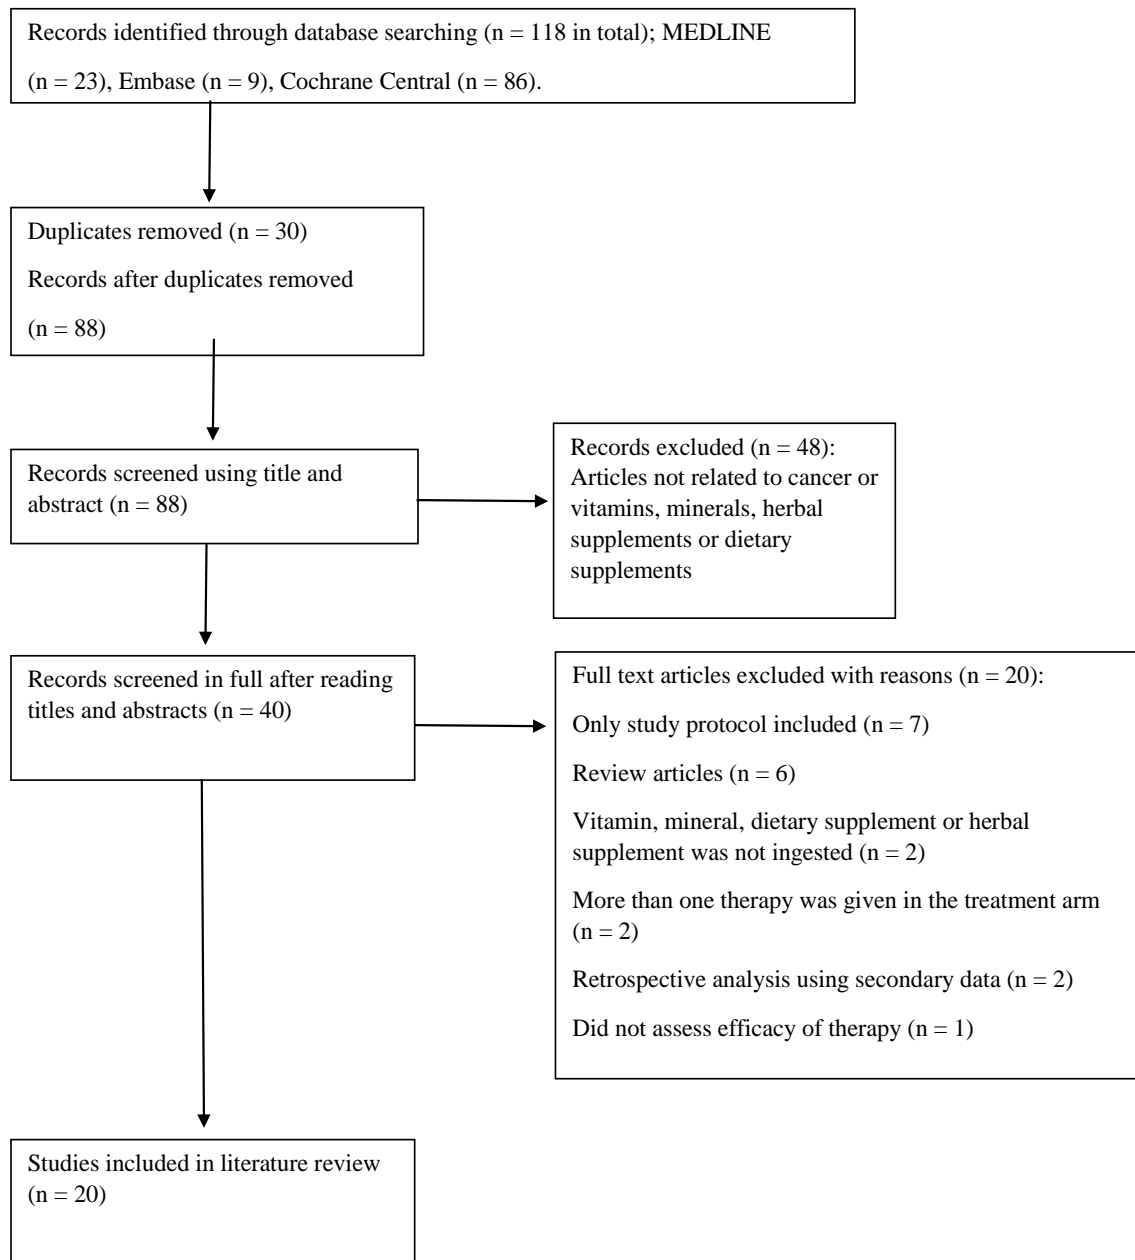 Records identified through database searching (n = 118 in total); MEDLINE
(n = 23), Embase (n = 9), Cochrane Central (n = 86).
Duplicates removed (n = 30)
Records after duplicates removed
(n = 88)
Records screened using title and
abstract (n = 88)
Records excluded (n = 48):
Articles not related to cancer or
vitamins, minerals, herbal
supplements or dietary
supplements
Records screened in full after reading
titles and abstracts (n = 40)
Full text articles excluded with reasons (n = 20):
Only study protocol included (n = 7)
Review articles (n = 6)
Vitamin, mineral, dietary supplement or herbal
supplement was not ingested (n = 2)
More than one therapy was given in the treatment arm
(n = 2)
Retrospective analysis using secondary data (n = 2)
Did not assess efficacy of therapy (n = 1)
Studies included in literature review
(n = 20)